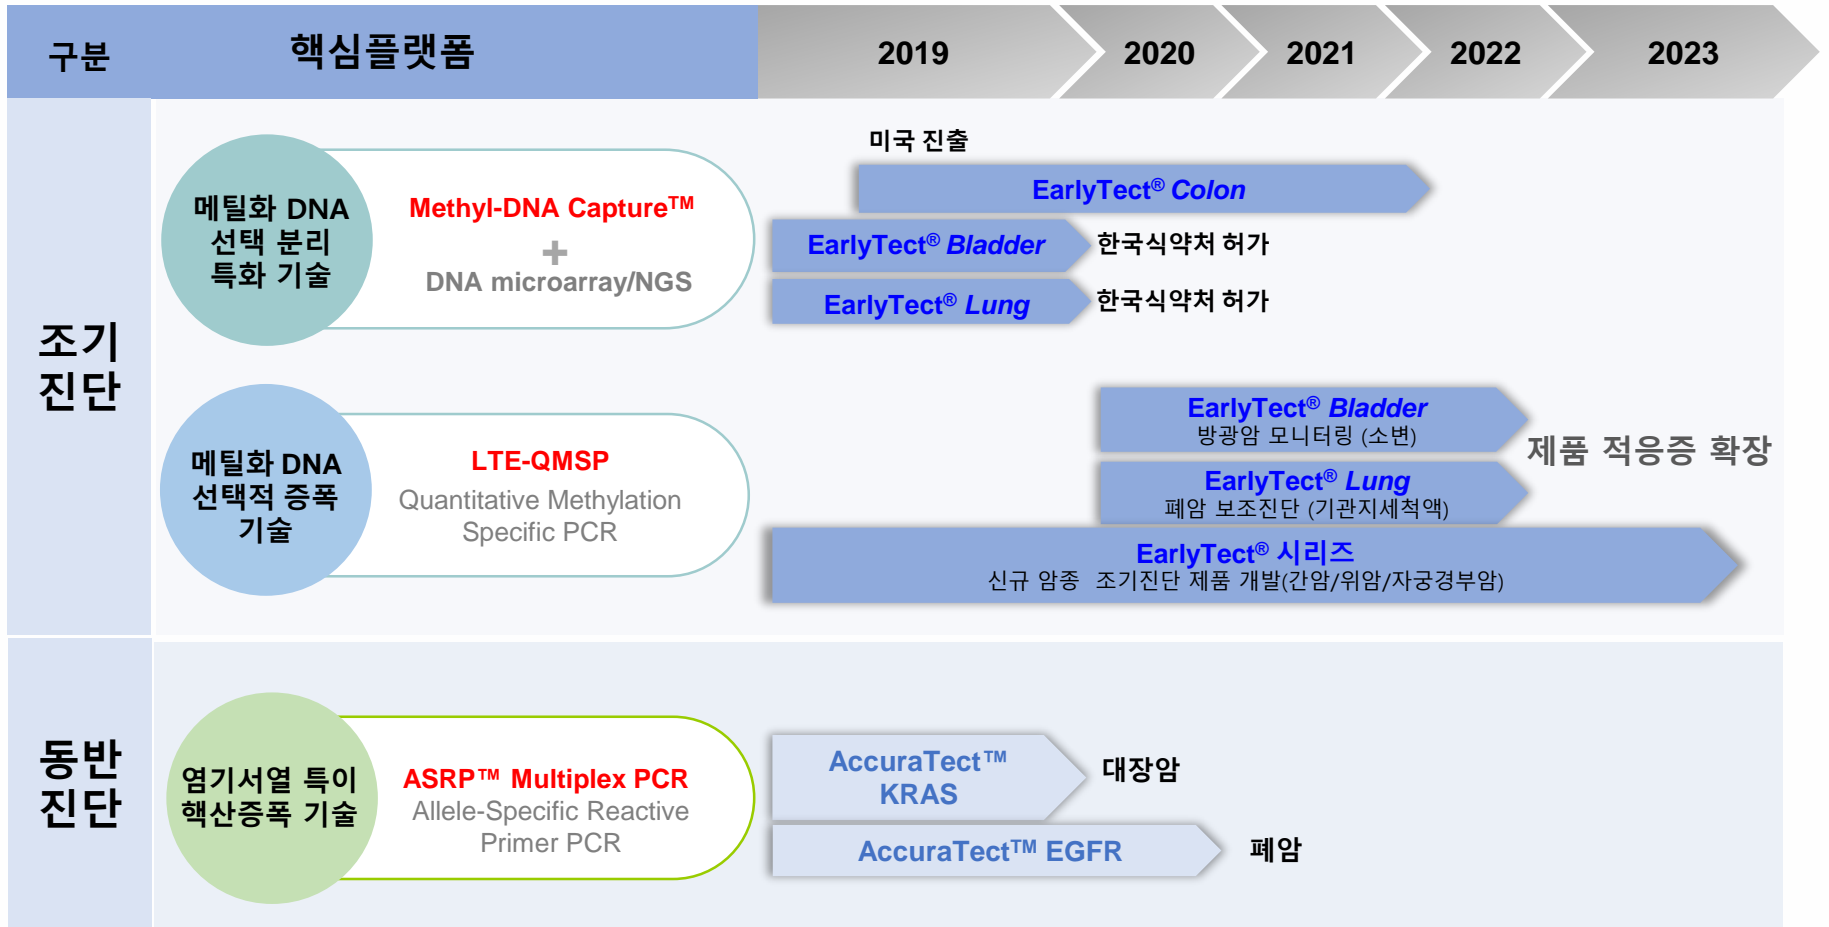 구분
핵심플랫폼
2019
2020
2021
2022
2023
조기
진단
메틸화 DNA
선택 분리
특화 기술
Methyl-DNA Capture™
+
DNA microarray/NGS
미국 진출
EarlyTect® Colon
EarlyTect® Bladder
한국식약처 허가
EarlyTect® Lung
한국식약처 허가
메틸화 DNA
선택적 증폭
기술
LTE-QMSP
Quantitative Methylation
Specific PCR
EarlyTect® Bladder
방광암 모니터링 (소변)
EarlyTect® Lung
폐암 보조진단 (기관지세척액)
제품 적응증 확장
EarlyTect® 시리즈
신규 암종 조기진단 제품 개발(간암/위암/자궁경부암)
동반
진단
염기서열 특이
핵산증폭 기술
ASRP™ Multiplex PCR
Allele-Specific Reactive
Primer PCR
AccuraTect™
KRAS
대장암
AccuraTect™ EGFR
폐암